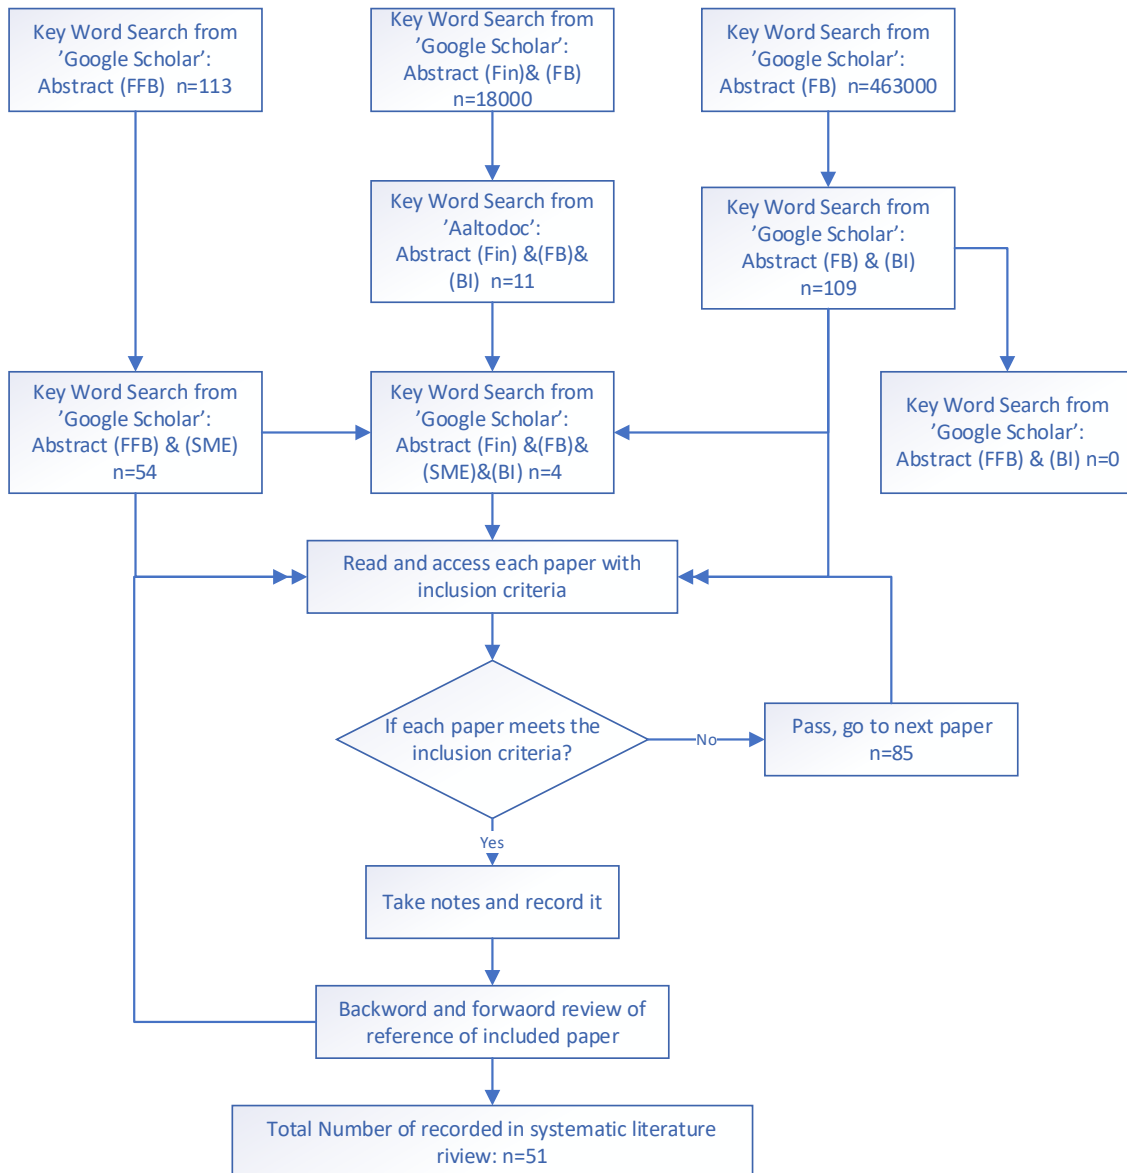 Key Word Search from
’Google Scholar’:
Abstract (FFB)  n=113
Key Word Search from
’Google Scholar’:
Abstract (Fin)& (FB)
n=18000
Key Word Search from
’Google Scholar’:
Abstract (FB)  n=463000
Key Word Search from
’Aaltodoc’:
Abstract (Fin) &(FB)&
(BI)  n=11
Key Word Search from
’Google Scholar’:
Abstract (FB) & (BI)
n=109
Key Word Search from
’Google Scholar’:
Abstract (FFB) & (SME)
n=54
Key Word Search from
’Google Scholar’:
Abstract (Fin) &(FB)&
(SME)&(BI) n=4
Key Word Search from
’Google Scholar’:
Abstract (FFB) & (BI) n=0
Read and access each paper with
inclusion criteria
If each paper meets the
inclusion criteria?
No
Pass, go to next paper
n=85
Yes
Take notes and record it
Backword and forwaord review of
reference of included paper
Total Number of recorded in systematic literature
riview: n=51